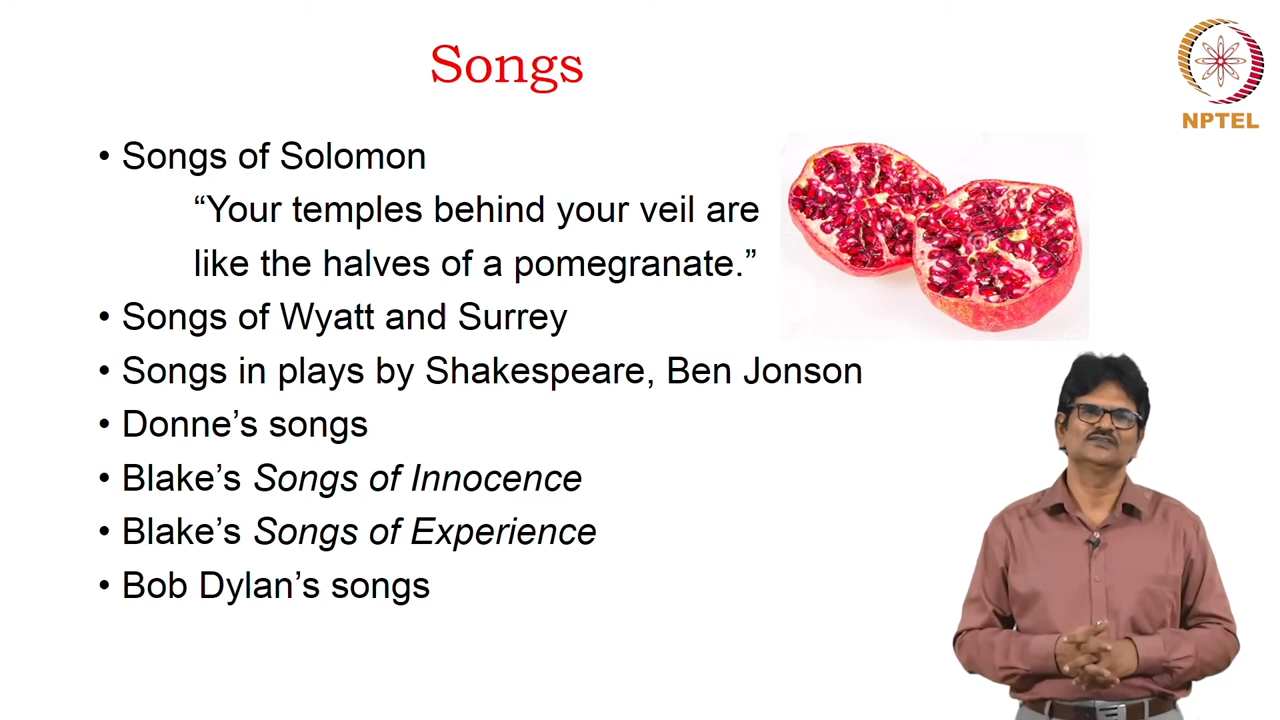 Songs
NPTEL
• Songs of Solomon
“Your temples behind your veil are
like the halves of a pomegranate.”
• Songs of Wyatt and Surrey
• Songs in plays by Shakespeare, Ben Jonson
• Donne’s songs
• Blake’s Songs of Innocence
• Blake’s Songs of Experience
• Bob Dylan’s songs